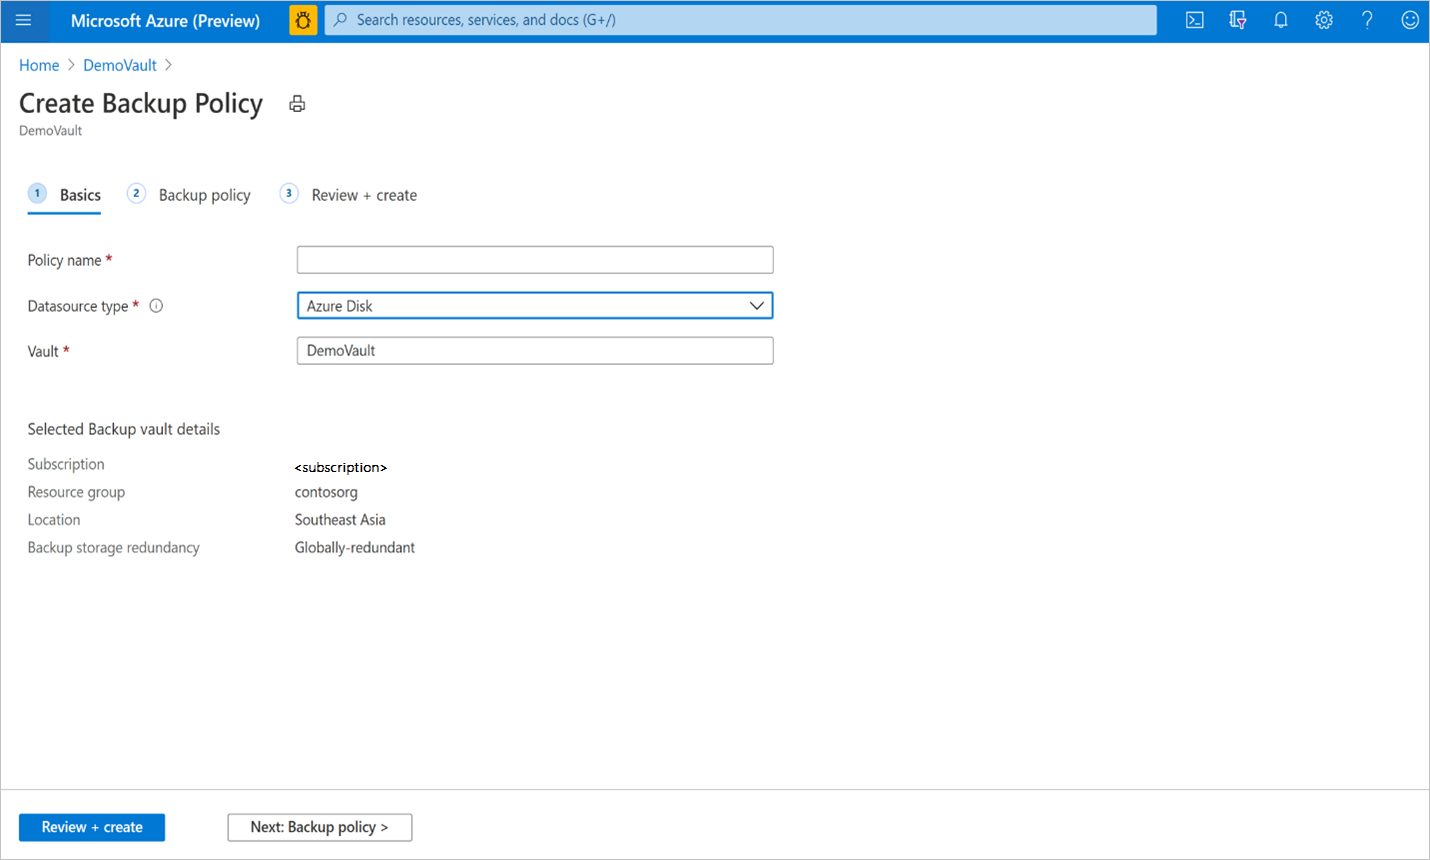 Microsoft Azure (Preview)
Search resources, services, and docs (G+/)
Home > DemoVault >
Create Backup Policy
DemoVault
1 Basics 2 Backup policy 3 Review + create
Policy name *
Datasource type * Azure Disk
Vault * DemoVault
Selected Backup vault details
Subscription <subscription>
Resource group contosorg
Location Southeast Asia
Backup storage redundancy Globally-redundant
Review + create Next: Backup policy >